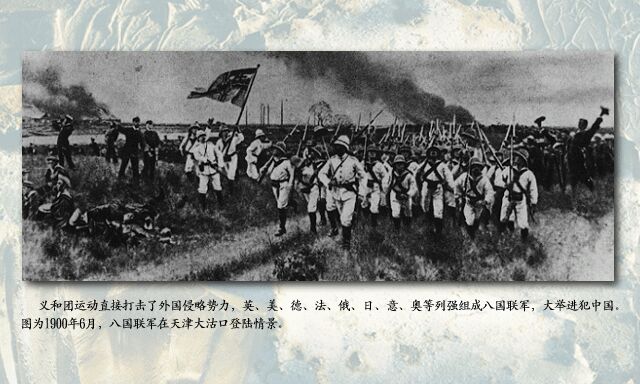 义和团运动直接打击了外国侵略势力，英、美、德、法、俄、日、意、奥等列强组成八国联军，大举进犯中国。
图为1900年6月，八国联军在天津大沽口登陆情景。